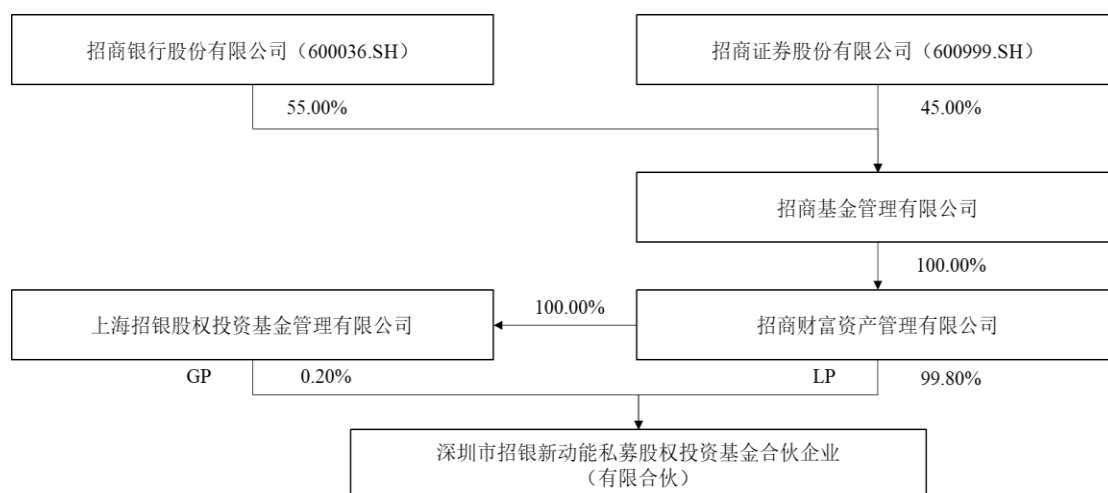 招商银行股份有限公司（600036.SH）
招商证券股份有限公司（600999.SH）
55.00%
45.00%
招商基金管理有限公司
100.00%
上海招银股权投资基金管理有限公司
100.00%
招商财富资产管理有限公司
GP
0.20%
LP
99.80%
深圳市招银新动能私募股权投资基金合伙企业
（有限合伙）